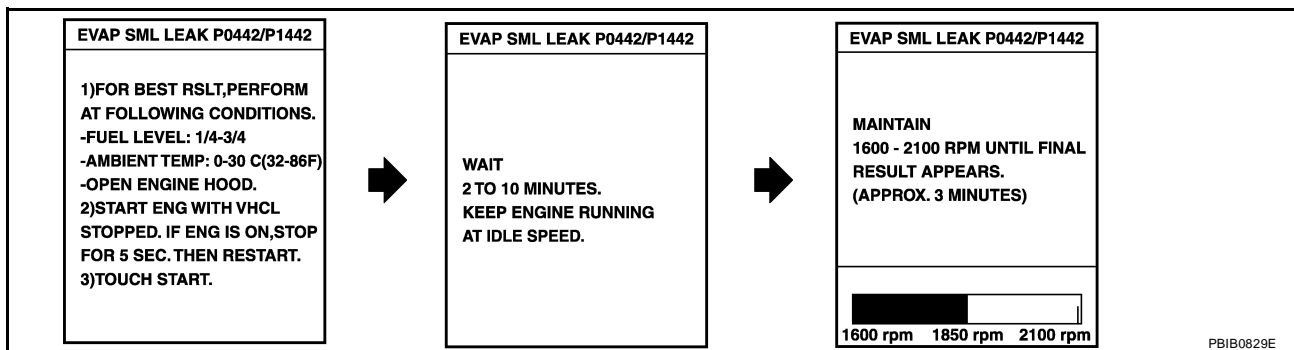 EVAP SML LEAK P0442/P1442
1)FOR BEST RSLT,PERFORM
AT FOLLOWING CONDITIONS.
-FUEL LEVEL: 1/4-3/4
-AMBIENT TEMP: 0-30 C(32-86F)
-OPEN ENGINE HOOD.
2)START ENG WITH VHCL
STOPPED. IF ENG IS ON,STOP
FOR 5 SEC. THEN RESTART.
3)TOUCH START.
EVAP SML LEAK P0442/P1442
WAIT
2 TO 10 MINUTES.
KEEP ENGINE RUNNING
AT IDLE SPEED.
EVAP SML LEAK P0442/P1442
MAINTAIN
1600 - 2100 RPM UNTIL FINAL
RESULT APPEARS.
(APPROX. 3 MINUTES)
1600 rpm 1850 rpm 2100 rpm
PBIB0829E